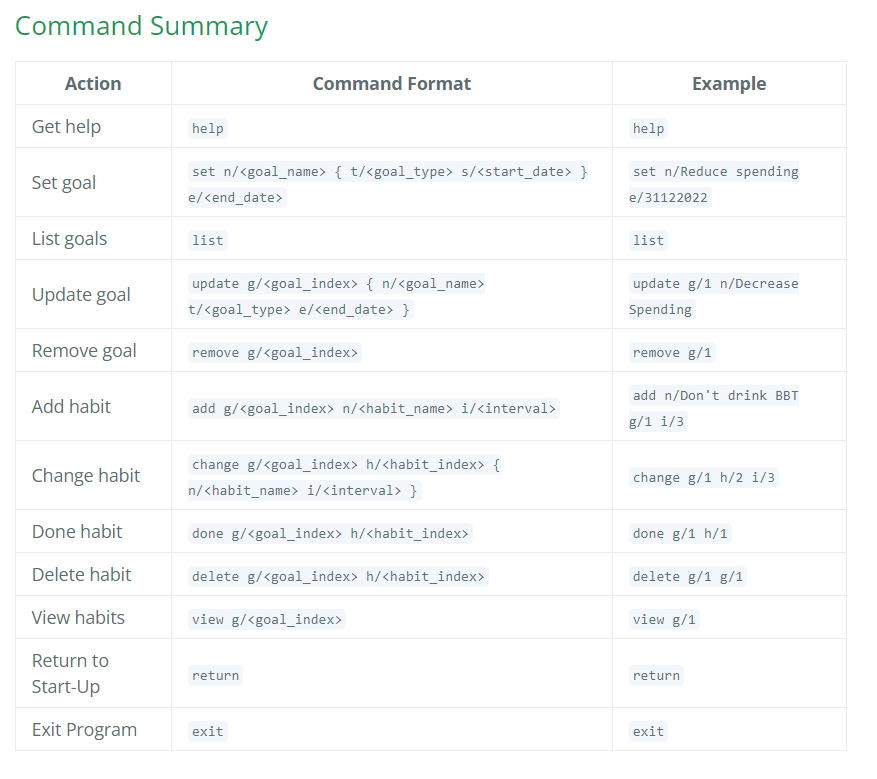 Command Summary
Action Command Format Example
Get help help help
Set goal set n/<goal_name> { t/<goal_type> s/<start_date> } set n/Reduce spending
e/<end_date> e/31122022
List goals list list
Update goal update g/<goal_index> { n/<goal_name> update g/1 n/Decrease
t/<goal_type> e/<end_date> } Spending
Remove goal remove g/<goal_index> remove g/1
Add habit add g/<goal_index> n/<habit_name> i/<interval> add n/Don't drink BBT
g/1 i/3
Change habit change g/<goal_index> h/<habit_index> { change g/1 h/2 i/3
n/<habit_name> i/<interval> }
Done habit done g/<goal_index> h/<habit_index> done g/1 h/1
Delete habit delete g/<goal_index> h/<habit_index> delete g/1 g/1
View habits view g/<goal_index> view g/1
Return to
Start-Up return return
Exit Program exit exit